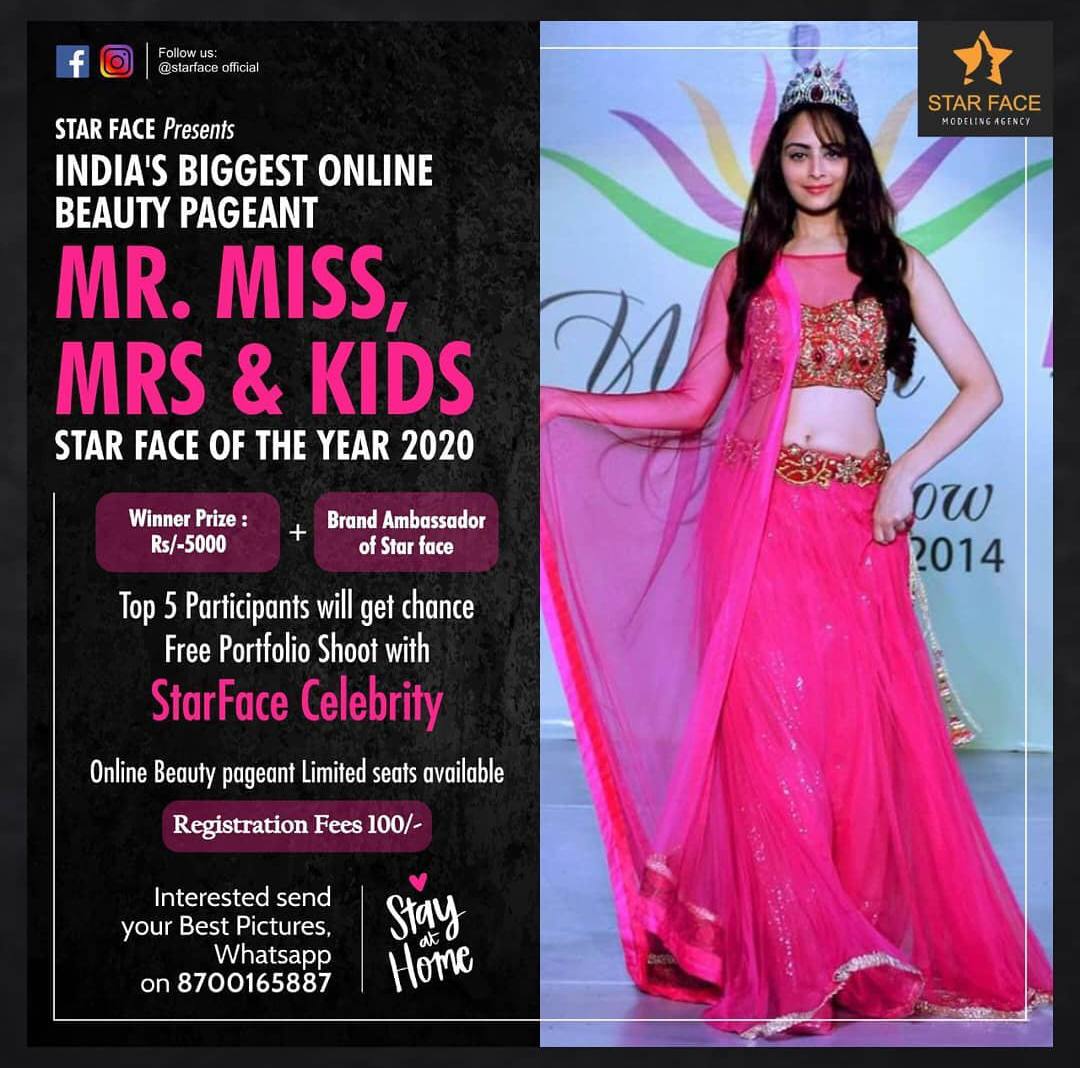 Follow us:
@starface official
STAR FACE
MODELING AGENCY
STAR FACE Presents
INDIA'S BIGGEST ONLINE
BEAUTY PAGEANT
MR. MISS,
MRS & KIDS
STAR FACE OF THE YEAR 2020
Winner Prize :
Rs/-5000
+
Brand Ambassador
of Star face
Top 5 Participants will get chance
Free Portfolio Shoot with
StarFace Celebrity
Online Beauty pageant Limited seats available
Registration Fees 100/-
Interested send
your Best Pictures,
Whatsapp
on 8700165887
Stay
at
Home
ow
2014